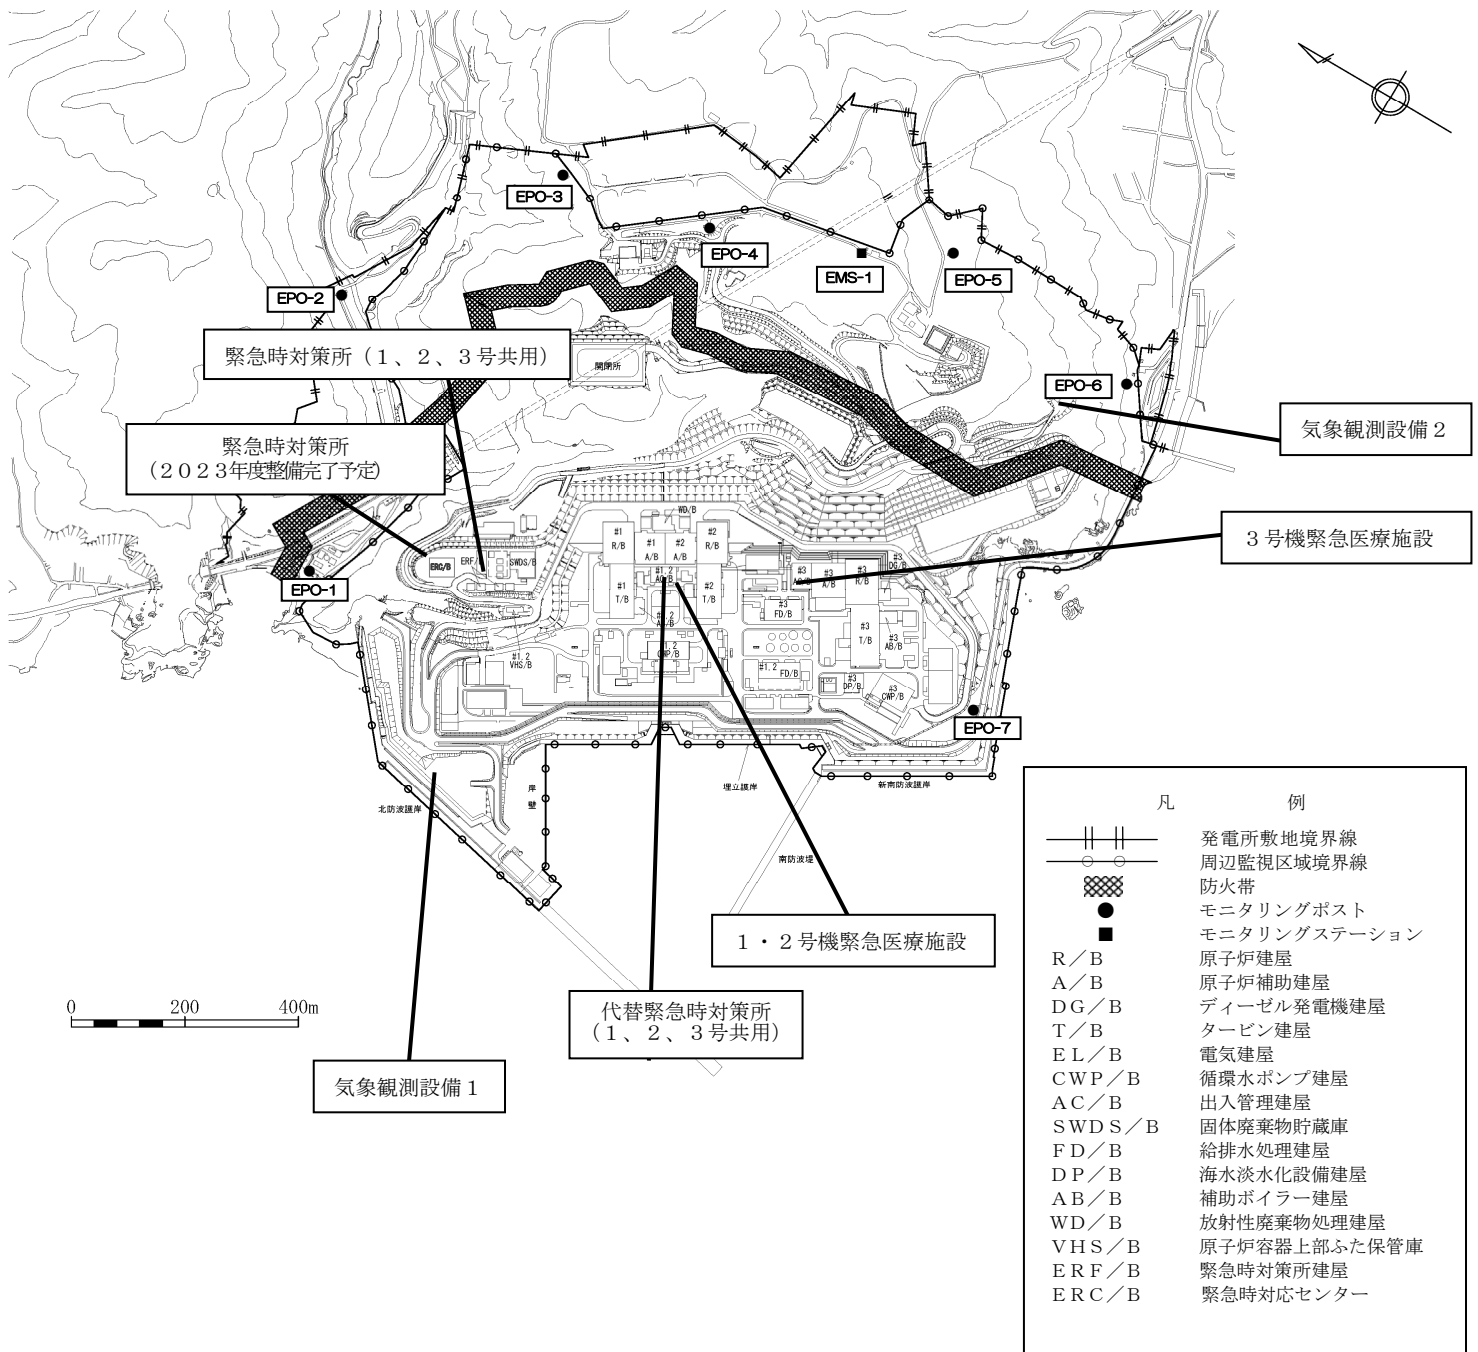 EPO-3
EPO-4
EMS-1
EPO-5
EPO-2
緊急時対策所（１、２、３号共用）
開閉所
EPO-6
気象観測設備２
緊急時対策所
（２０２３年度整備完了予定）
３号機緊急医療施設
WD/B
#1
R/B
#1
A/B
#2
A/B
#2
R/B
ERC/B
ERF/
SWDS/B
#1
T/B
#1,2
AC/B
#2
T/B
#3
A/B
#3
R/B
#3
DG/B
EPO-1
#3
FD/B
#3
T/B
#3
AB/B
#1,2
VHS/B
#1,2
FD/B
#3
DP/B
#3
CWP/B
EPO-7
埋立護岸
新南防波護岸
岸壁
北防波護岸
南防波堤
１・２号機緊急医療施設
代替緊急時対策所
（１、２、３号共用）
気象観測設備１
0 200 400m
凡 例
発電所敷地境界線
周辺監視区域境界線
防火帯
モニタリングポスト
モニタリングステーション
Ｒ／Ｂ 原子炉建屋
Ａ／Ｂ 原子炉補助建屋
ＤＧ／Ｂ ディーゼル発電機建屋
Ｔ／Ｂ タービン建屋
ＥＬ／Ｂ 電気建屋
ＣＷＰ／Ｂ 循環水ポンプ建屋
ＡＣ／Ｂ 出入管理建屋
ＳＷＤＳ／Ｂ 固体廃棄物貯蔵庫
ＦＤ／Ｂ 給排水処理建屋
ＤＰ／Ｂ 海水淡水化設備建屋
ＡＢ／Ｂ 補助ボイラー建屋
ＷＤ／Ｂ 放射性廃棄物処理建屋
ＶＨＳ／Ｂ 原子炉容器上部ふた保管庫
ＥＲＦ／Ｂ 緊急時対策所建屋
ＥＲＣ／Ｂ 緊急時対応センター